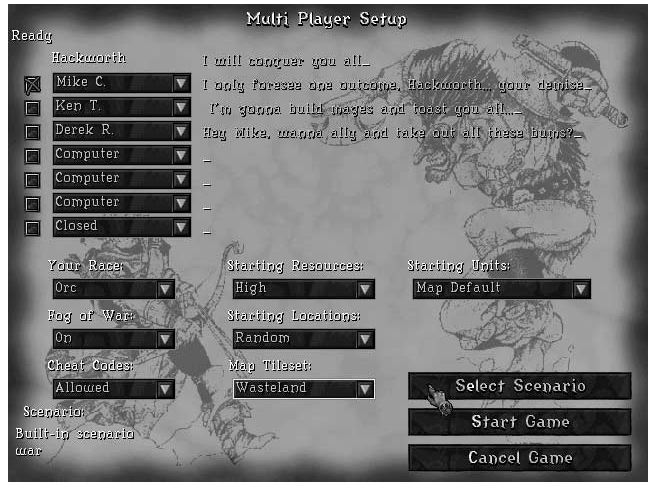 Multi Player Setup
Ready
Hackworth I will conquer you all_
Mike C. I only foresee one outcome, Hackworth... your demise_
Ken T. I'm gonna build mages and toast you all..._
Derek R. Hey Mike, wanna ally and take out all these bums?_
Computer _
Computer _
Computer _
Closed
Your Race: Starting Resources: Starting Units:
Orc High Map Default
Fog of War: Starting Locations:
On Random
Cheat Codes: Map Tileset:
Allowed Wasteland
Select Scenario
Scenario:
Start Game
Built-in scenario
war
Cancel Game